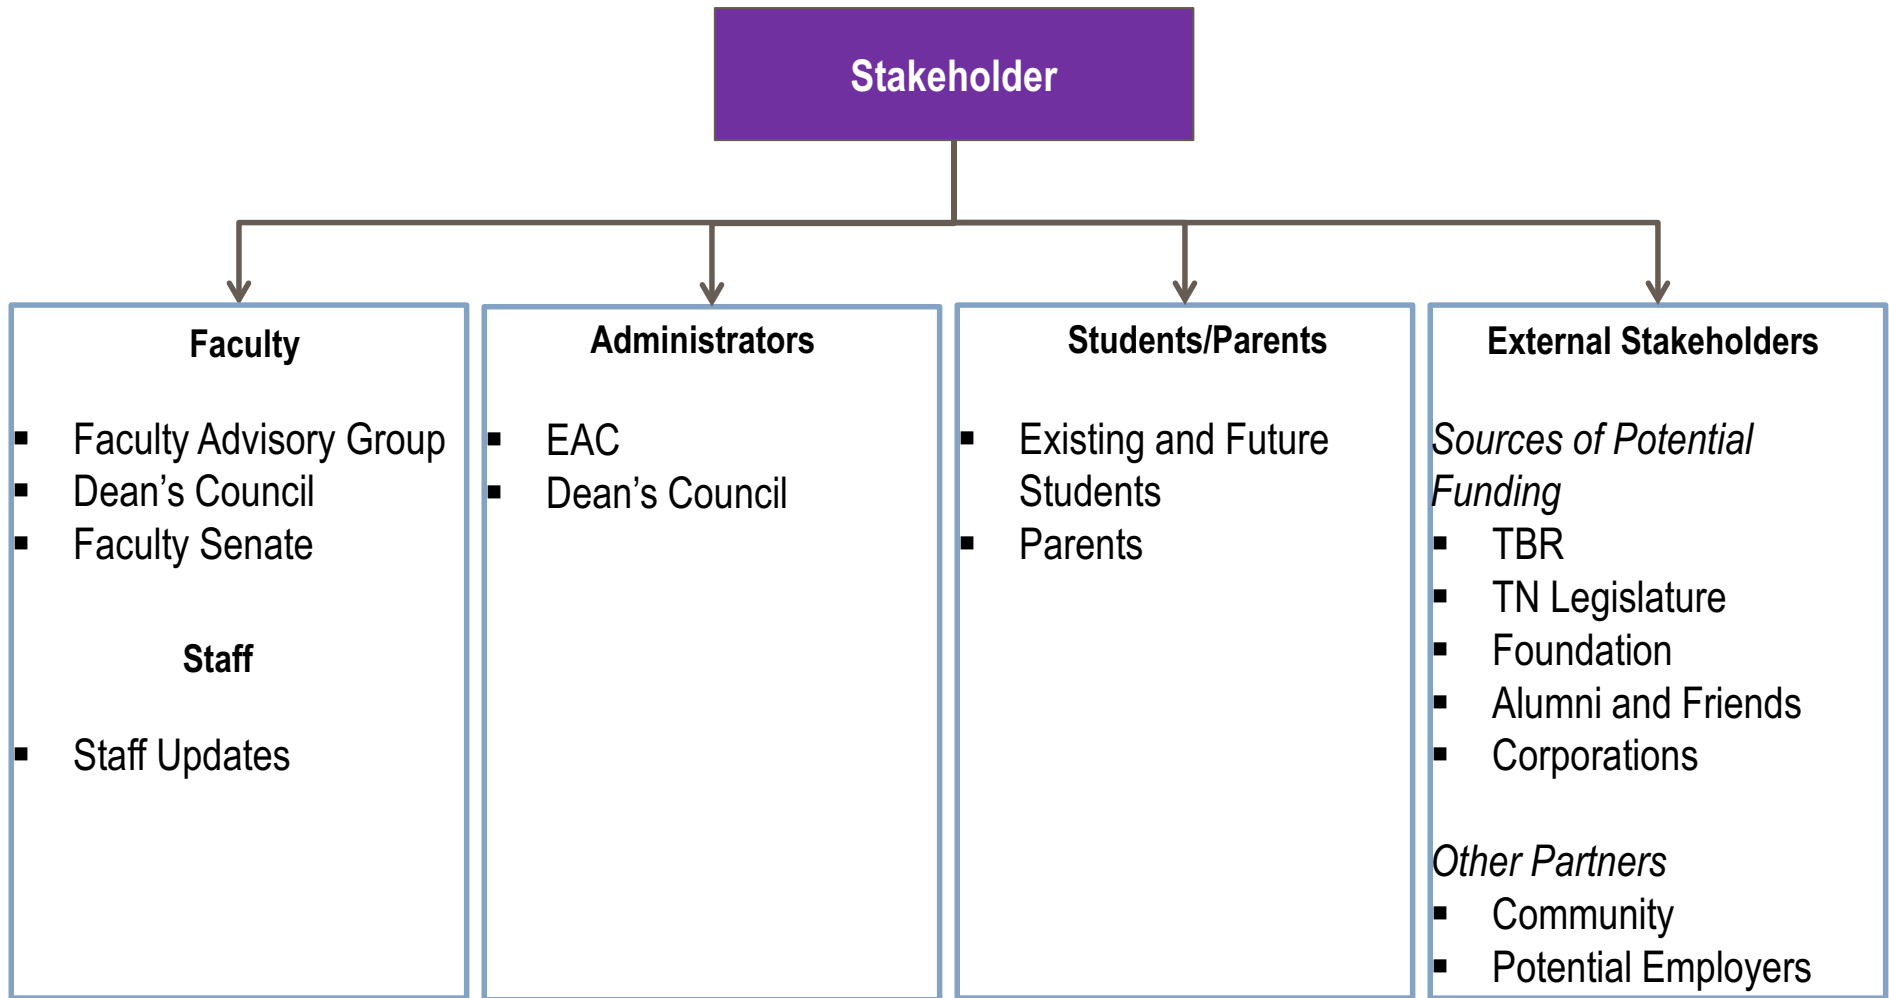 Stakeholder
Faculty
▪ Faculty Advisory Group
▪ Dean’s Council
▪ Faculty Senate
Staff
▪ Staff Updates
Administrators
▪ EAC
▪ Dean’s Council
Students/Parents
▪ Existing and Future
Students
▪ Parents
External Stakeholders
Sources of Potential
Funding
▪ TBR
▪ TN Legislature
▪ Foundation
▪ Alumni and Friends
▪ Corporations
Other Partners
▪ Community
▪ Potential Employers